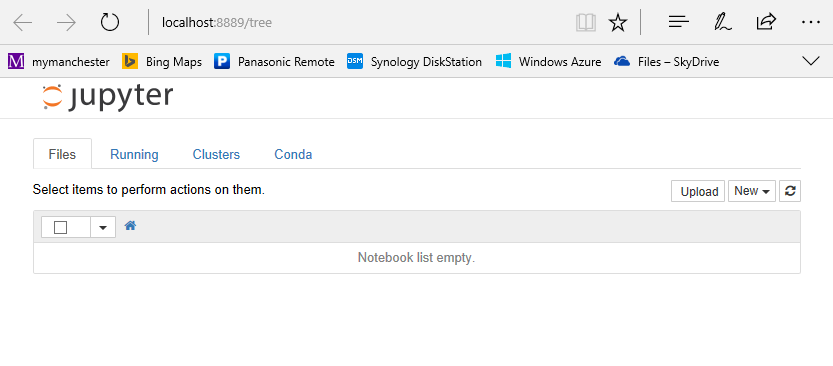 localhost:8889/tree
mymanchester Bing Maps Panasonic Remote DSM Synology DiskStation Windows Azure Files – SkyDrive
jupyter
Files Running Clusters Conda
Select items to perform actions on them. Upload New
Notebook list empty.